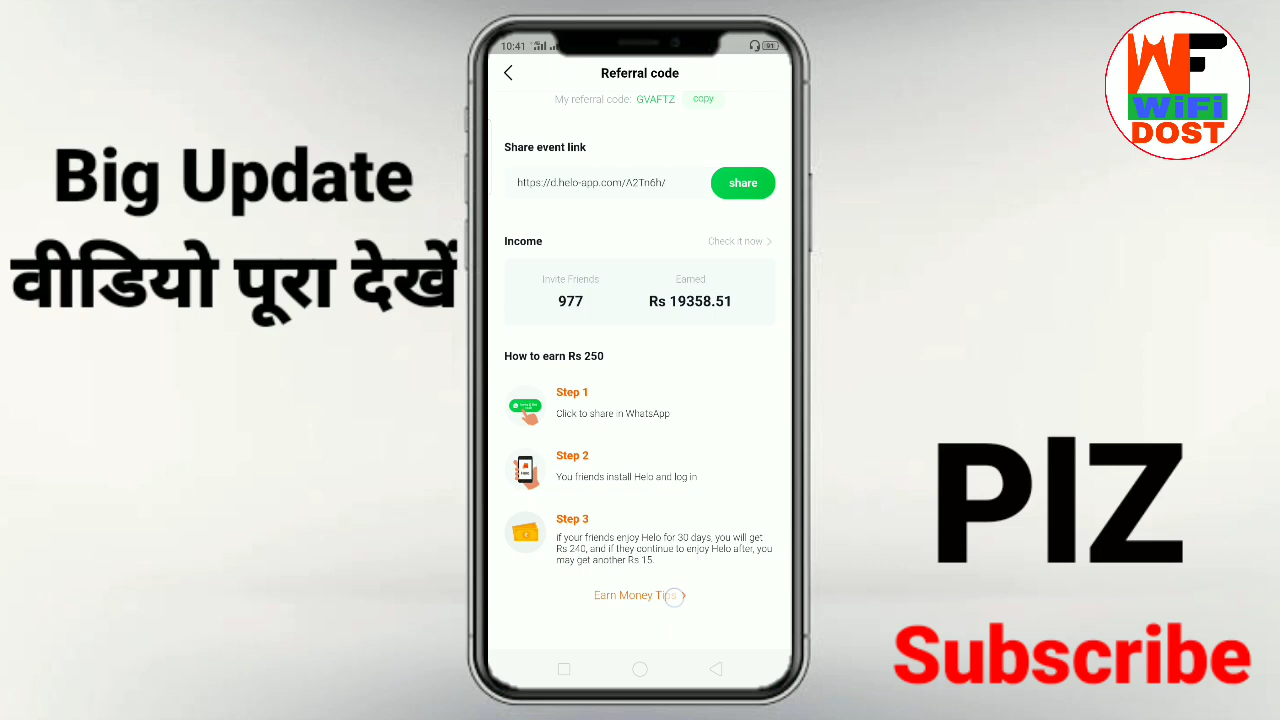 Big Update
वीडियो पूरा देखें
10:41
91
Referral code
My referral code: GVAFTZ copy
Share event link
https://d.helo-app.com/A2Tn6h/ share
Income Check it now
Invite Friends Earned
977 Rs 19358.51
How to earn Rs 250
Step 1
Click to share in WhatsApp
Step 2
You friends install Helo and log in
Step 3
if your friends enjoy Helo for 30 days, you will get
Rs 240, and if they continue to enjoy Helo after, you
may get another Rs 15.
Earn Money Tips
WF
WiFi
DOST
PlZ
Subscribe